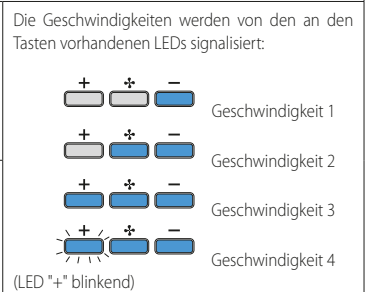 Die Geschwindigkeiten werden von den an den
Tasten vorhandenen LEDs signalisiert:
+ –
Geschwindigkeit 1
+ –
Geschwindigkeit 2
+ –
Geschwindigkeit 3
+ –
Geschwindigkeit 4
(LED "+" blinkend)